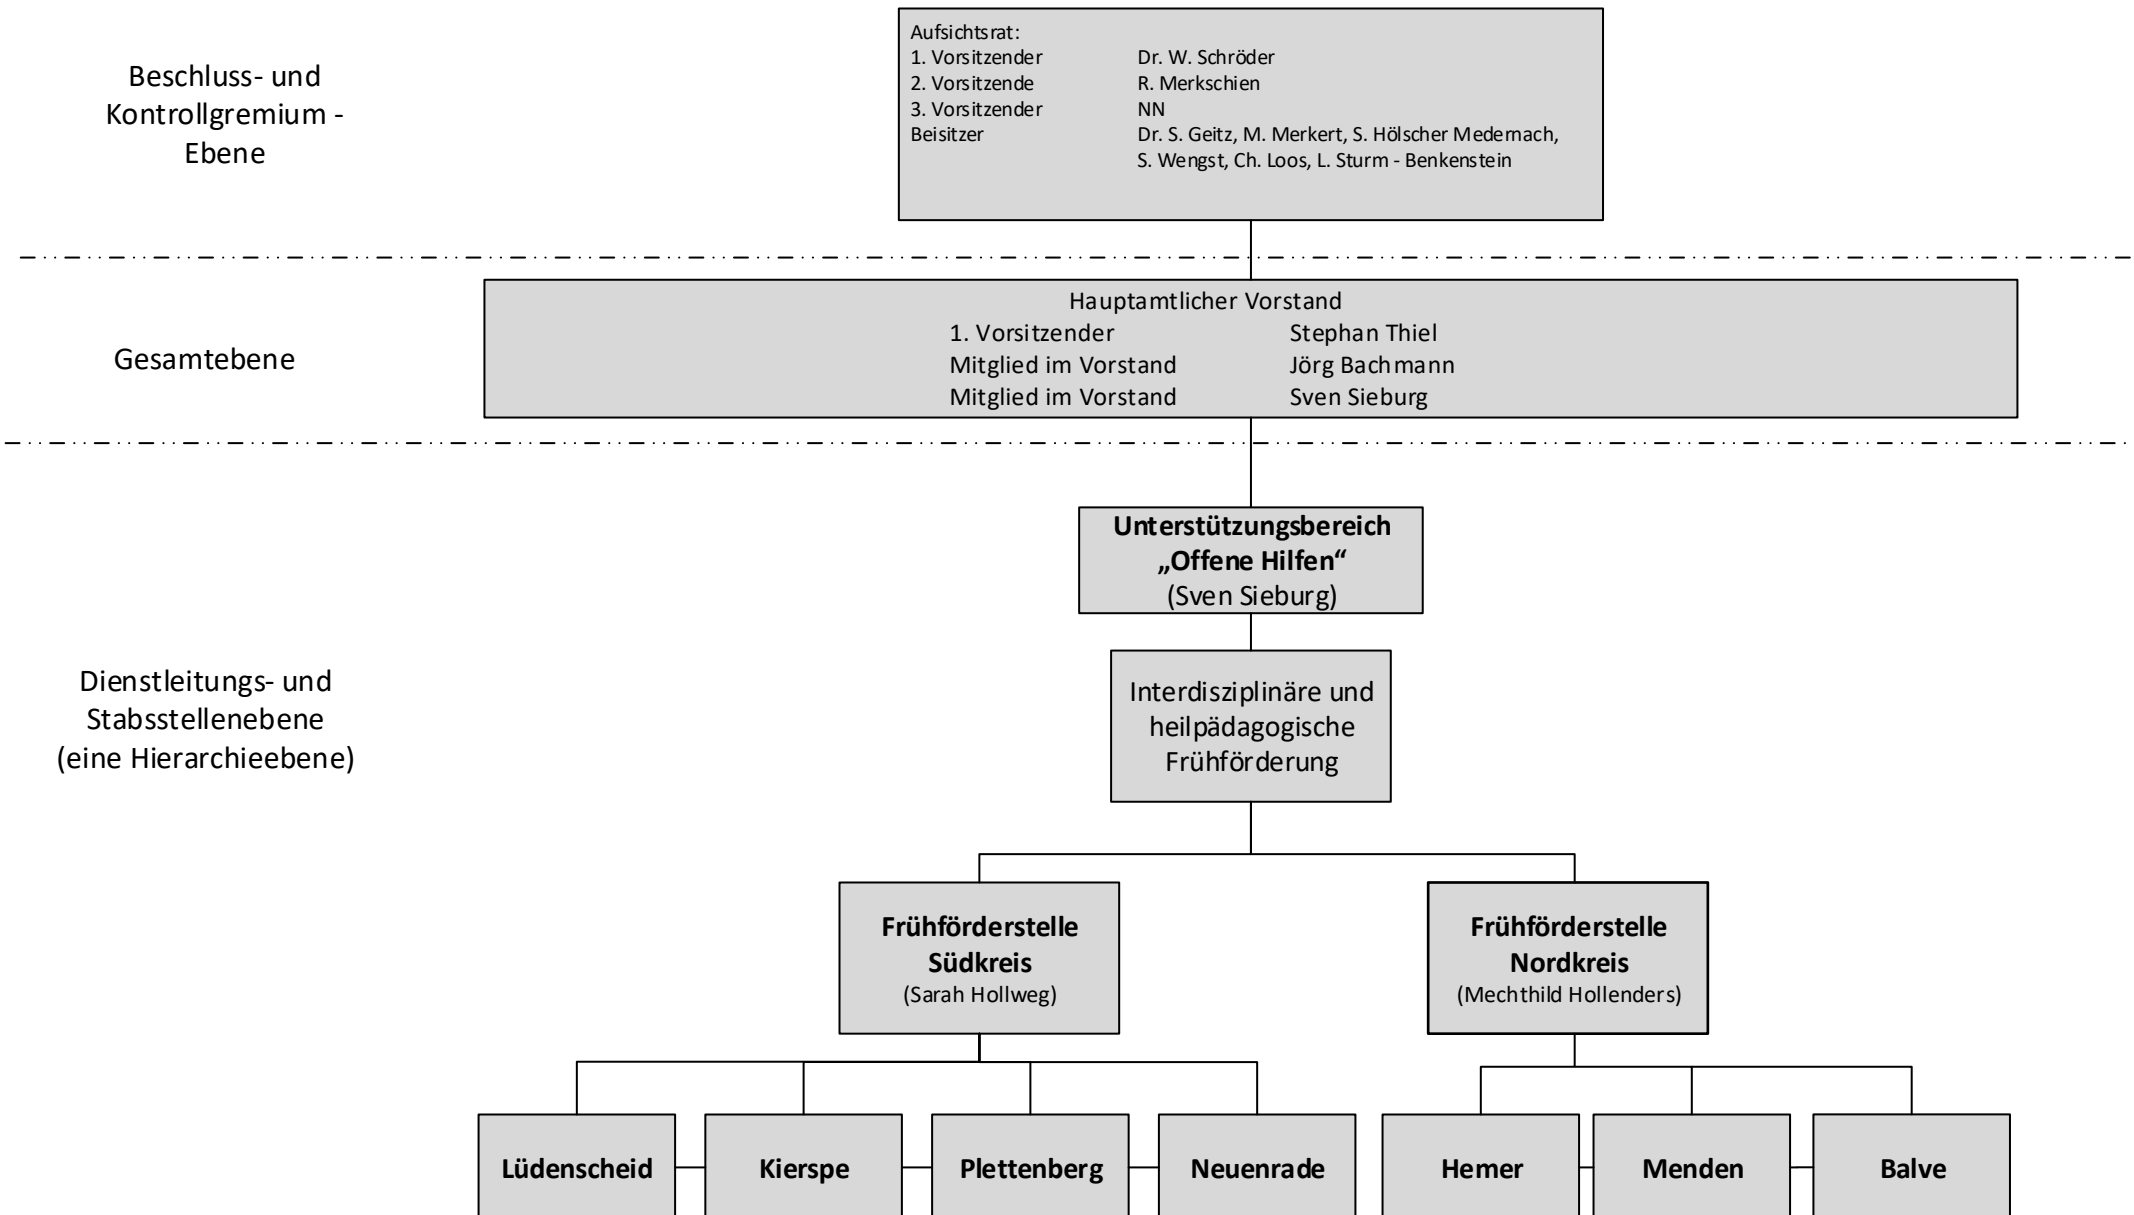 Beschluss- und
Kontrollgremium -
Ebene
Aufsichtsrat:
1. Vorsitzender Dr. W. Schröder
2. Vorsitzende R. Merkschien
3. Vorsitzender NN
Beisitzer Dr. S. Geitz, M. Merkert, S. Hölscher Medernach,
S. Wengst, Ch. Loos, L. Sturm - Benkenstein
Gesamtebene
Hauptamtlicher Vorstand
1. Vorsitzender Stephan Thiel
Mitglied im Vorstand Jörg Bachmann
Mitglied im Vorstand Sven Sieburg
Dienstleitungs- und
Stabsstellenebene
(eine Hierarchieebene)
Unterstützungsbereich
„Offene Hilfen“
(Sven Sieburg)
Interdisziplinäre und
heilpädagogische
Frühförderung
Frühförderstelle
Südkreis
(Sarah Hollweg)
Frühförderstelle
Nordkreis
(Mechthild Hollenders)
Lüdenscheid
Kierspe
Plettenberg
Neuenrade
Hemer
Menden
Balve